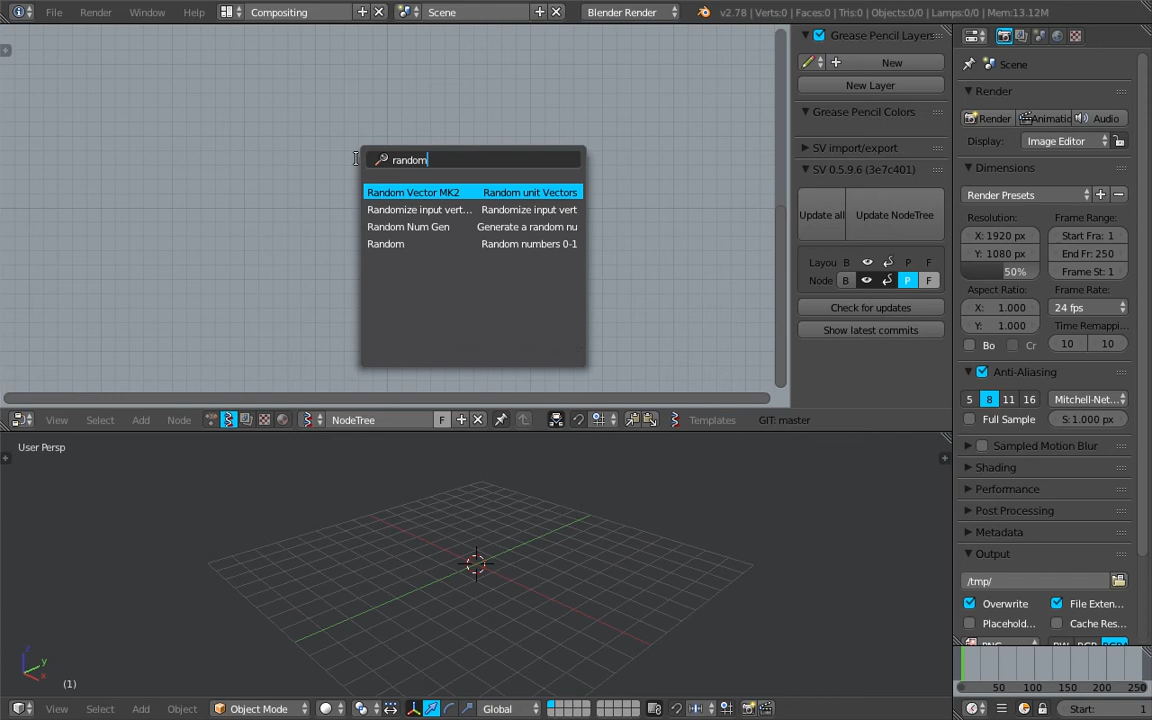 File Render Window Help Compositing Scene Blender Render v2.78 | Verts:0 | Faces:0 | Tris:0 | Objects:0/0 | Lamps:0/0 | Mem:13.12M
random
Random Vector MK2 Random unit Vectors
Randomize input vert... Randomize input vert
Random Num Gen Generate a random nu
Random Random numbers 0-1
Grease Pencil Layers
New
New Layer
Grease Pencil Colors
SV import/export
SV 0.5.9.6 (3e7c401)
Update all Update NodeTree
Layou B P F
Node B P F
Check for updates
Show latest commits
Scene
Render
Render Animatic Audio
Display: Image Editor
Dimensions
Render Presets
Resolution: Frame Range:
X: 1920 px Start Fra: 1
Y: 1080 px End Fr: 250
50% Frame St: 1
Aspect Ratio: Frame Rate:
X: 1.000 24 fps
Y: 1.000 Time Remappi...
Bo Cr 10 10
Anti-Aliasing
5 8 11 16 Mitchell-Net...
Full Sample S: 1.000 px
Sampled Motion Blur
Shading
Performance
Post Processing
Metadata
Output
/tmp/
Overwrite File Exten...
Placehold... Cache Res...
View Select Add Node NodeTree F Templates GIT: master
User Persp
z
y
x
(1)
View Select Add Object Object Mode Global
0 50 100 150 200 250
Start: 1